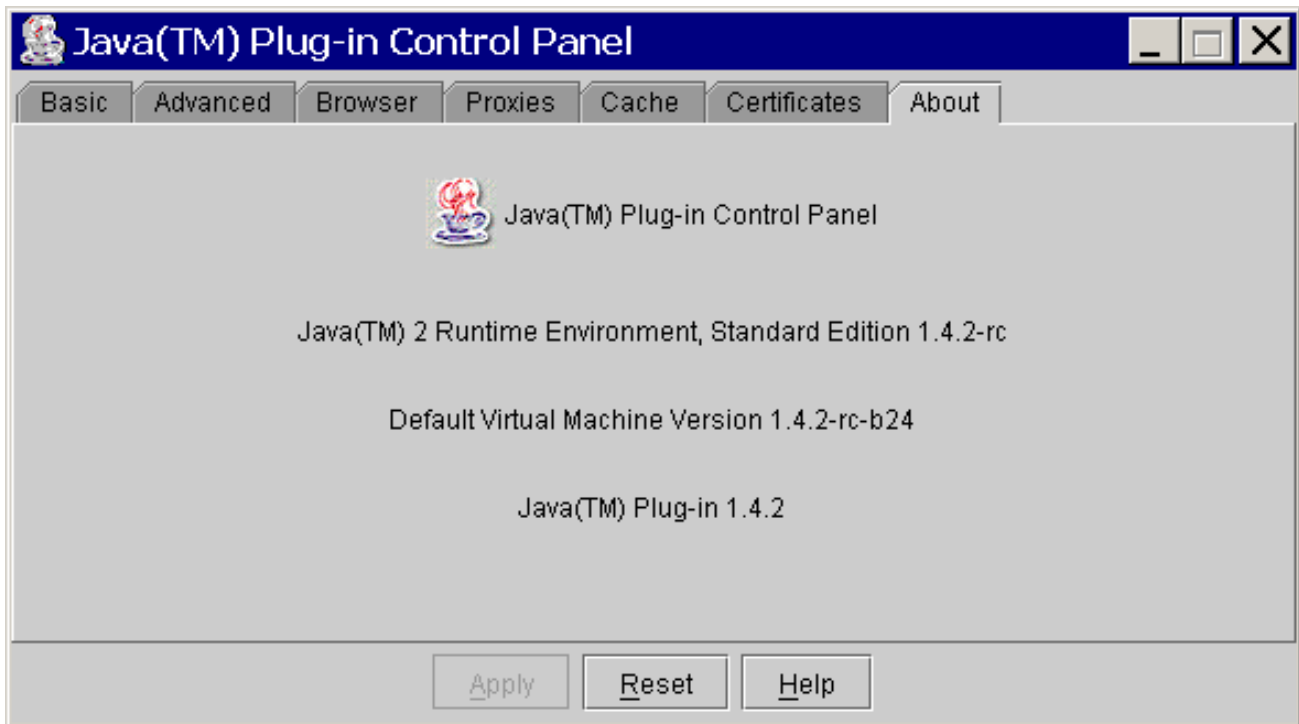 Java(TM) Plug-in Control Panel
Basic Advanced Browser Proxies Cache Certificates About
Java(TM) Plug-in Control Panel
Java(TM) 2 Runtime Environment, Standard Edition 1.4.2-rc
Default Virtual Machine Version 1.4.2-rc-b24
Java(TM) Plug-in 1.4.2
Apply Reset Help